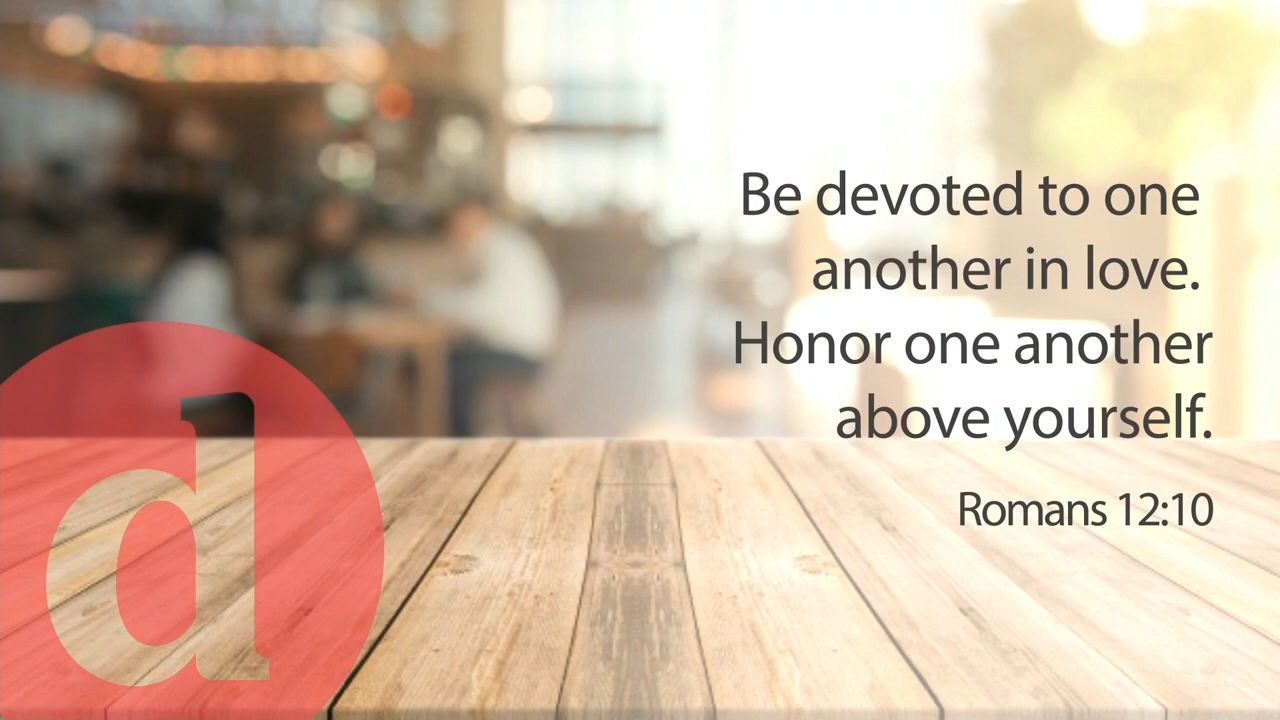 Be devoted to one
another in love.
Honor one another
above yourself.
Romans 12:10
d